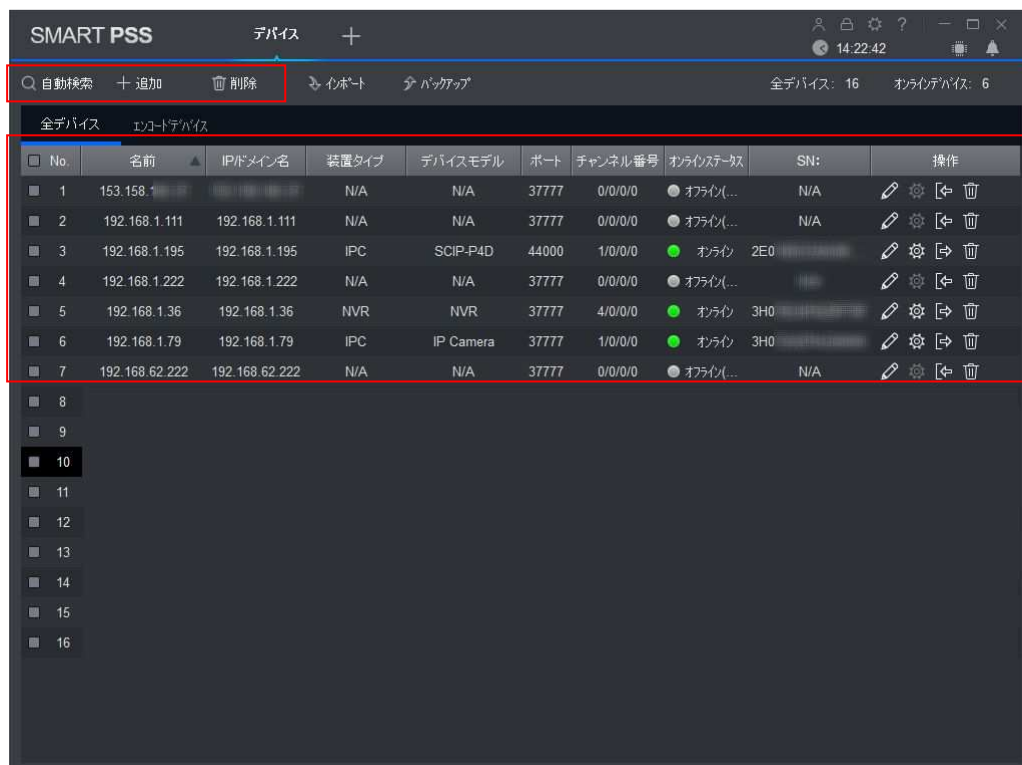 SMART PSS デバイス
14:22:42
自動検索 追加 削除 インポート バックアップ 全デバイス: 16 オンラインデバイス: 6
全デバイス エンコードデバイス
No. 名前 IP/ドメイン名 装置タイプ デバイスモデル ポート チャンネル番号 オンラインステータス SN: 操作
1 153.158. N/A N/A 37777 0/0/0/0 オフライン(... N/A
2 192.168.1.111 192.168.1.111 N/A N/A 37777 0/0/0/0 オフライン(... N/A
3 192.168.1.195 192.168.1.195 IPC SCIP-P4D 44000 1/0/0/0 オンライン 2E0
4 192.168.1.222 192.168.1.222 N/A N/A 37777 0/0/0/0 オフライン(...
5 192.168.1.36 192.168.1.36 NVR NVR 37777 4/0/0/0 オンライン 3H0
6 192.168.1.79 192.168.1.79 IPC IP Camera 37777 1/0/0/0 オンライン 3H0
7 192.168.62.222 192.168.62.222 N/A N/A 37777 0/0/0/0 オフライン(... N/A
8
9
10
11
12
13
14
15
16